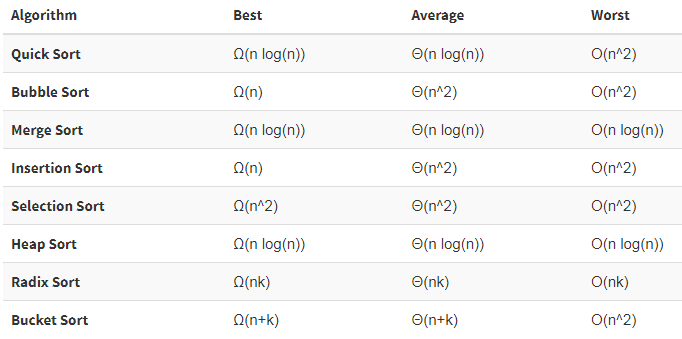 Algorithm Best Average Worst
Quick Sort Ω(n log(n)) Θ(n log(n)) O(n^2)
Bubble Sort Ω(n) Θ(n^2) O(n^2)
Merge Sort Ω(n log(n)) Θ(n log(n)) O(n log(n))
Insertion Sort Ω(n) Θ(n^2) O(n^2)
Selection Sort Ω(n^2) Θ(n^2) O(n^2)
Heap Sort Ω(n log(n)) Θ(n log(n)) O(n log(n))
Radix Sort Ω(nk) Θ(nk) O(nk)
Bucket Sort Ω(n+k) Θ(n+k) O(n^2)